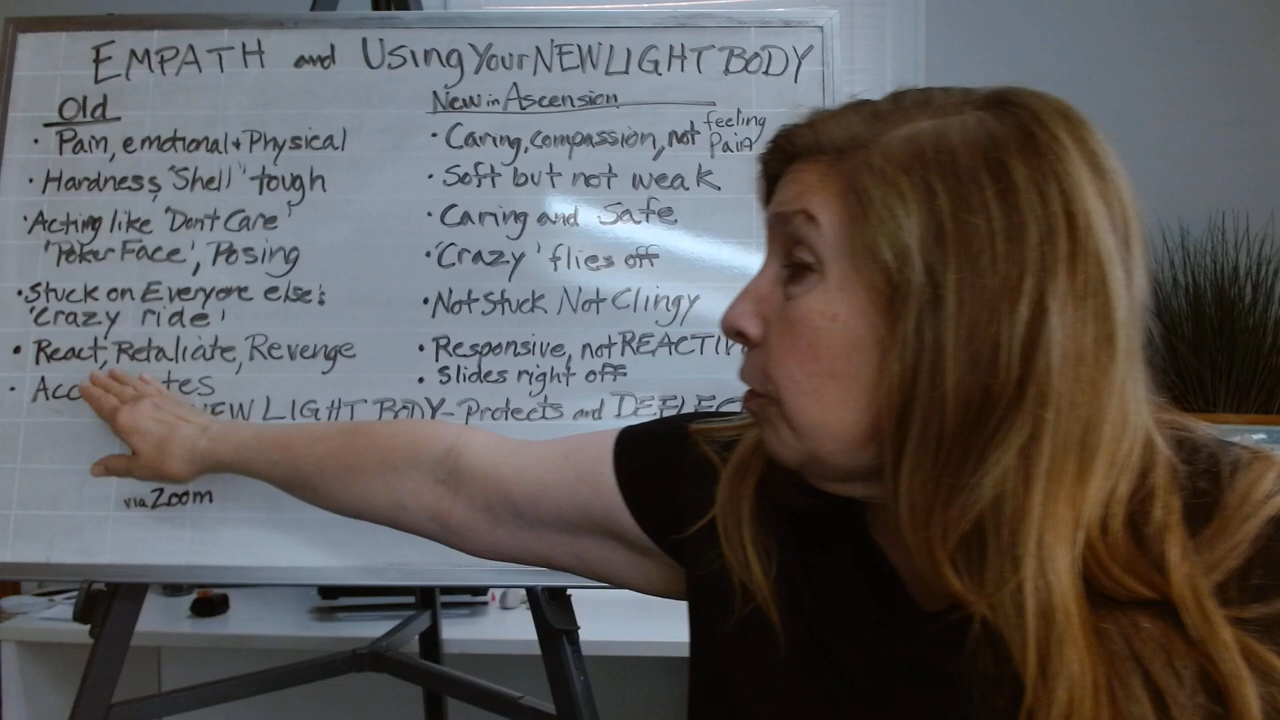 EMPATH and Using Your NEW LIGHT BODY
Old
• Pain, emotional + Physical
• Hardness, "Shell" tough
• Acting like 'Don't Care'
'Poker Face', Posing
• Stuck on Everyone else's
'Crazy ride'
• React, Retaliate, Revenge
•
New in Ascension
• Caring, compassion, not feeling Pain
• Soft but not weak
• Caring and Safe
• 'Crazy' flies off
• Not Stuck Not Clingy
• Responsive, not
• Slides right off
LIGHT BODY - Protects and
via Zoom